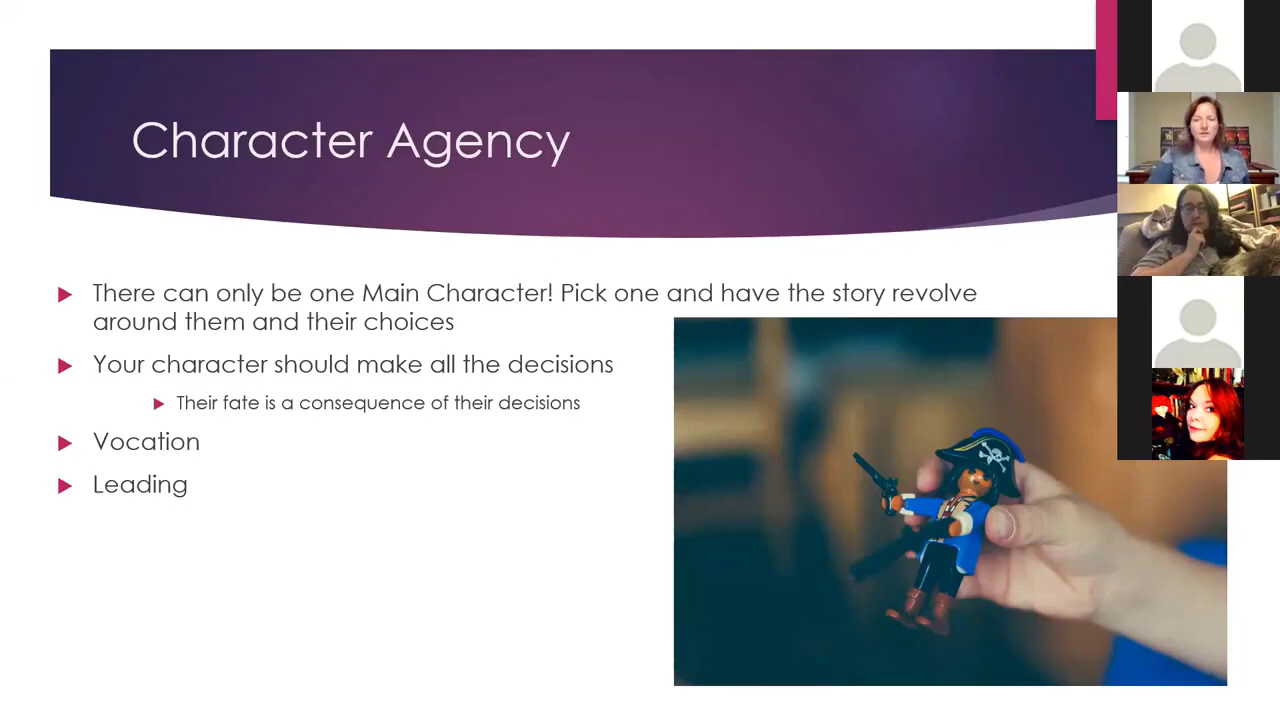 Character Agency
There can only be one Main Character! Pick one and have the story revolve
around them and their choices
Your character should make all the decisions
Their fate is a consequence of their decisions
Vocation
Leading